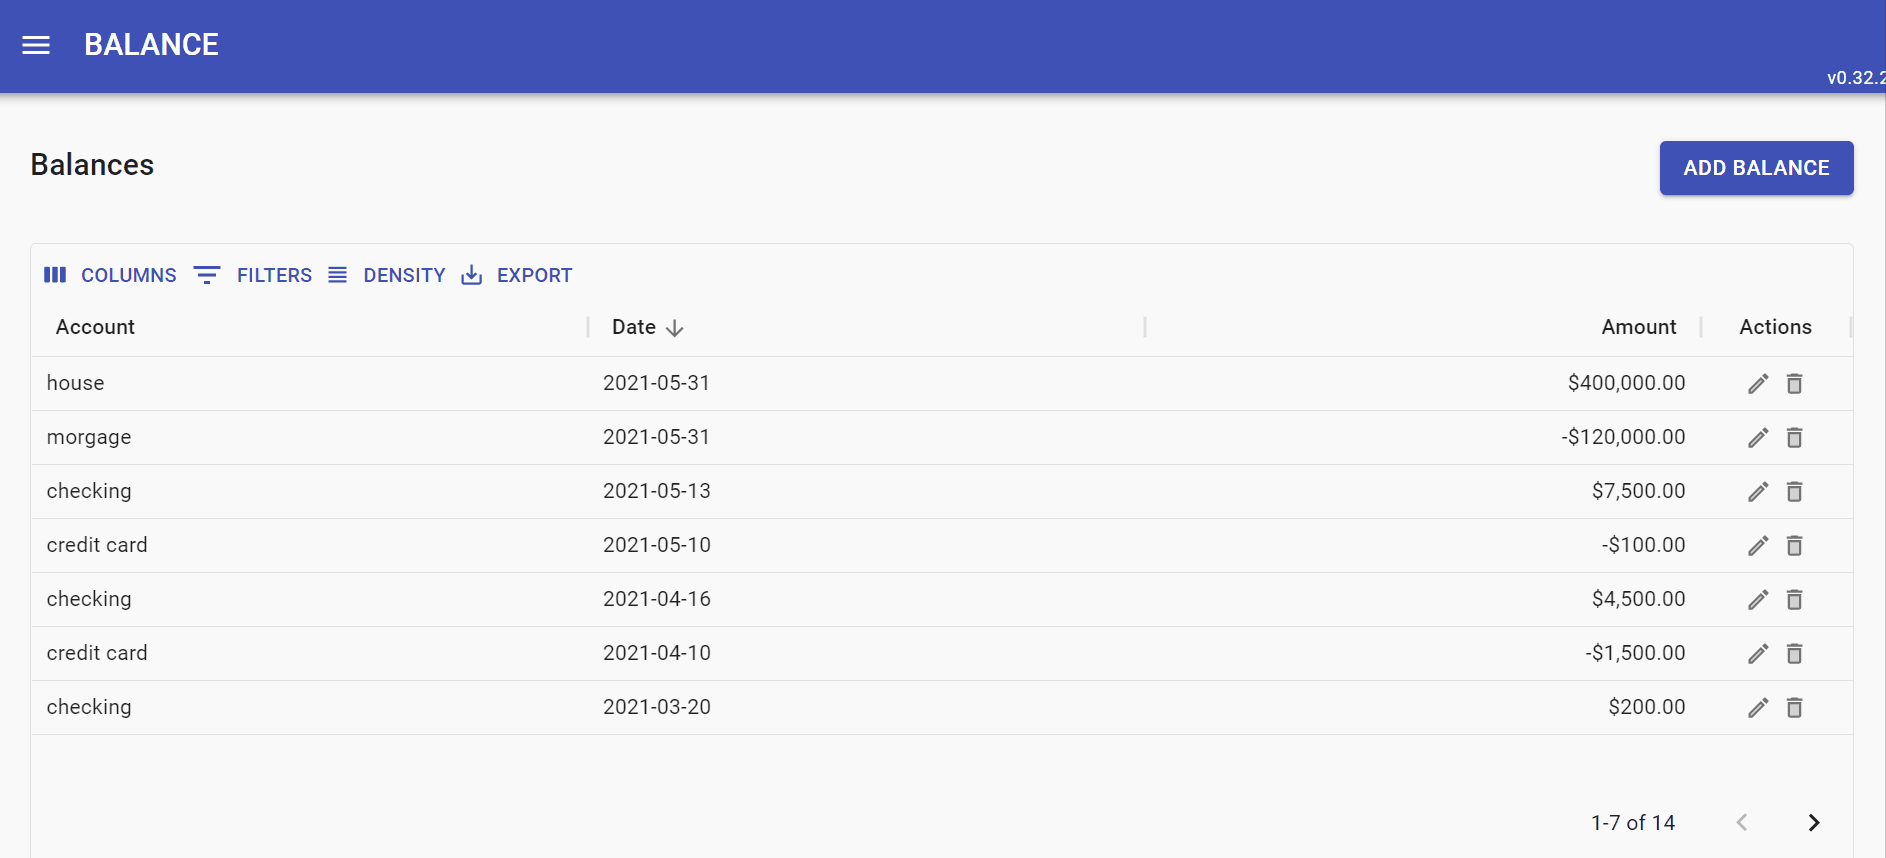 BALANCE
v0.32.2
Balances
ADD BALANCE
COLUMNS FILTERS DENSITY EXPORT
Account Date Amount Actions
house 2021-05-31 $400,000.00
morgage 2021-05-31 -$120,000.00
checking 2021-05-13 $7,500.00
credit card 2021-05-10 -$100.00
checking 2021-04-16 $4,500.00
credit card 2021-04-10 -$1,500.00
checking 2021-03-20 $200.00
1-7 of 14